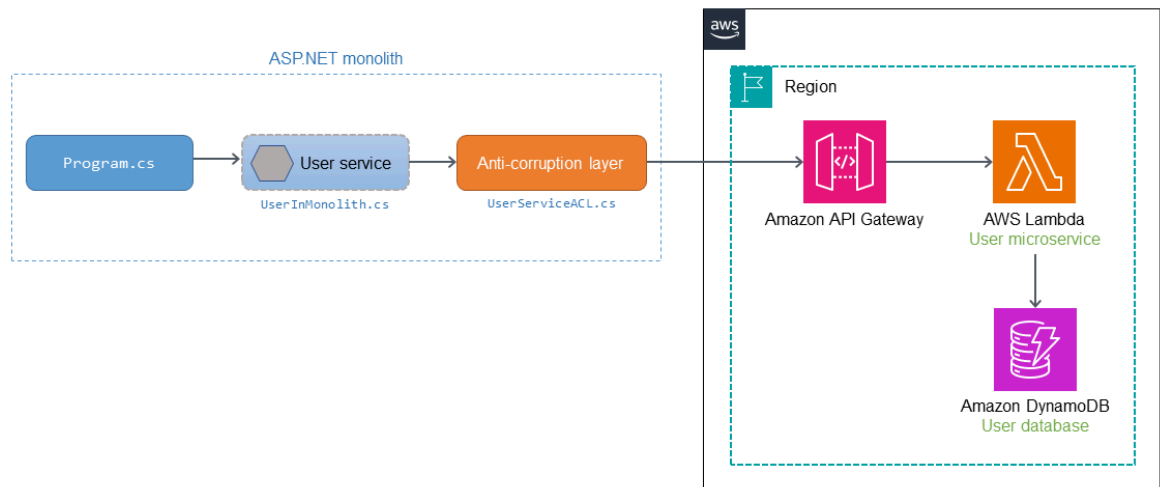 ASP.NET monolith
Program.cs
User service
UserInMonolith.cs
Anti-corruption layer
UserServiceACL.cs
aws
Region
Amazon API Gateway
AWS Lambda
User microservice
Amazon DynamoDB
User database